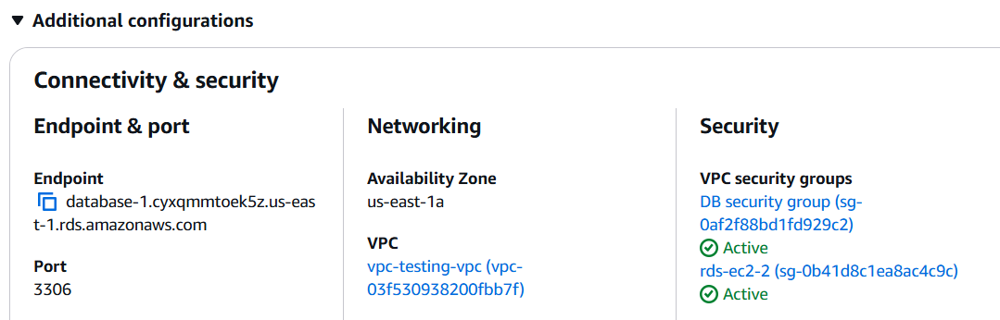 Additional configurations
Connectivity & security
Endpoint & port
Endpoint
database-1.cyxqmmtoek5z.us-eas
t-1.rds.amazonaws.com
Port
3306
Networking
Availability Zone
us-east-1a
VPC
vpc-testing-vpc (vpc-
03f530938200fbb7f)
Security
VPC security groups
DB security group (sg-
0af2f88bd1fd929c2)
Active
rds-ec2-2 (sg-0b41d8c1ea8ac4c9c)
Active